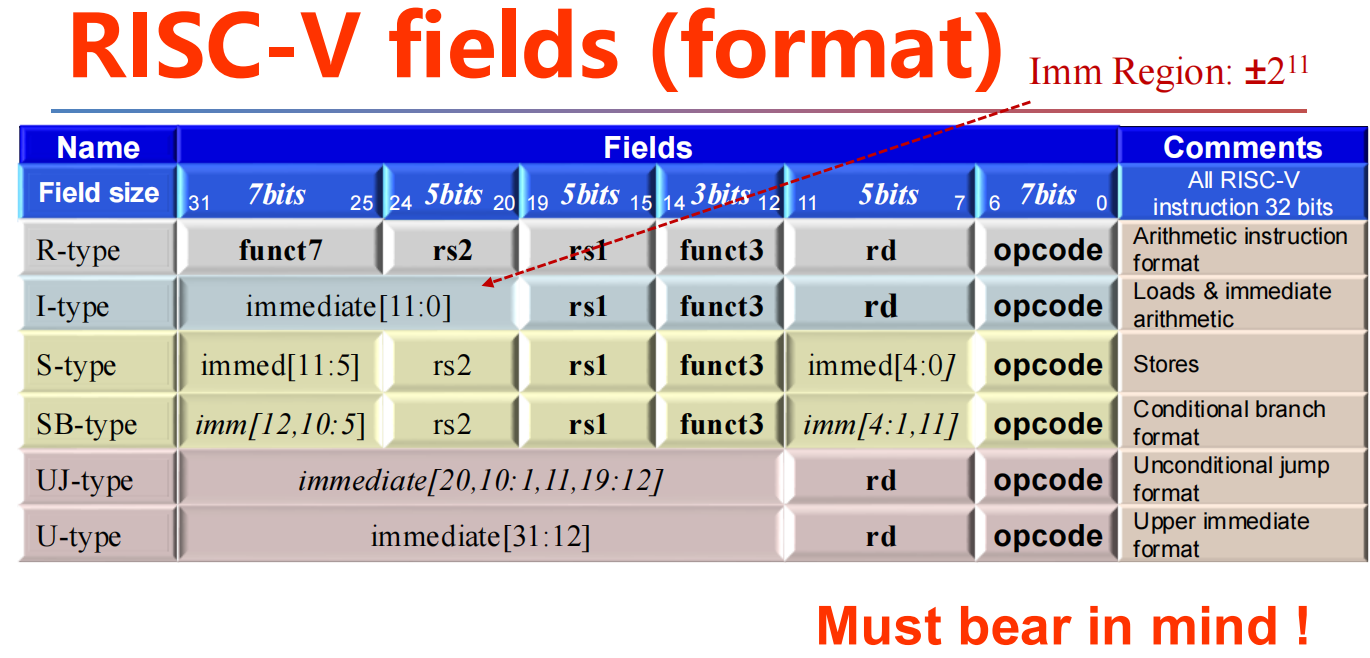 RISC-V fields (format)
Imm Region: ±2¹¹
Name Fields Comments
Field size 31 7bits 25 24 5bits 20 19 5bits 15 14 3bits 12 11 5bits 7 6 7bits 0 All RISC-V
instruction 32 bits
R-type funct7 rs2 rs1 funct3 rd opcode Arithmetic instruction
format
I-type immediate[11:0] rs1 funct3 rd opcode Loads & immediate
arithmetic
S-type immed[11:5] rs2 rs1 funct3 immed[4:0] opcode Stores
SB-type imm[12,10:5] rs2 rs1 funct3 imm[4:1,11] opcode Conditional branch
format
UJ-type immediate[20,10:1,11,19:12] rd opcode Unconditional jump
format
U-type immediate[31:12] rd opcode Upper immediate
format
Must bear in mind !